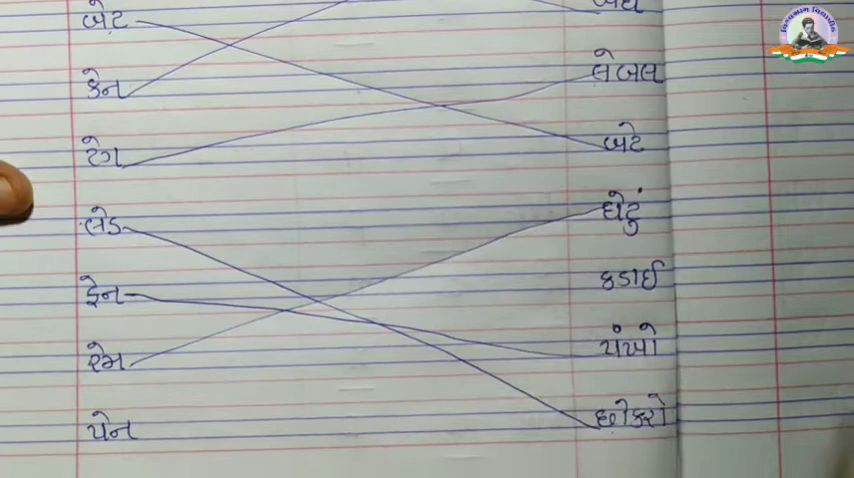 બેટ
કેન લેબલ
ટેગ બેટ
લેડ ઘેટું
ફેન કડાઈ
રેમ પંખો
પેન છોકરો